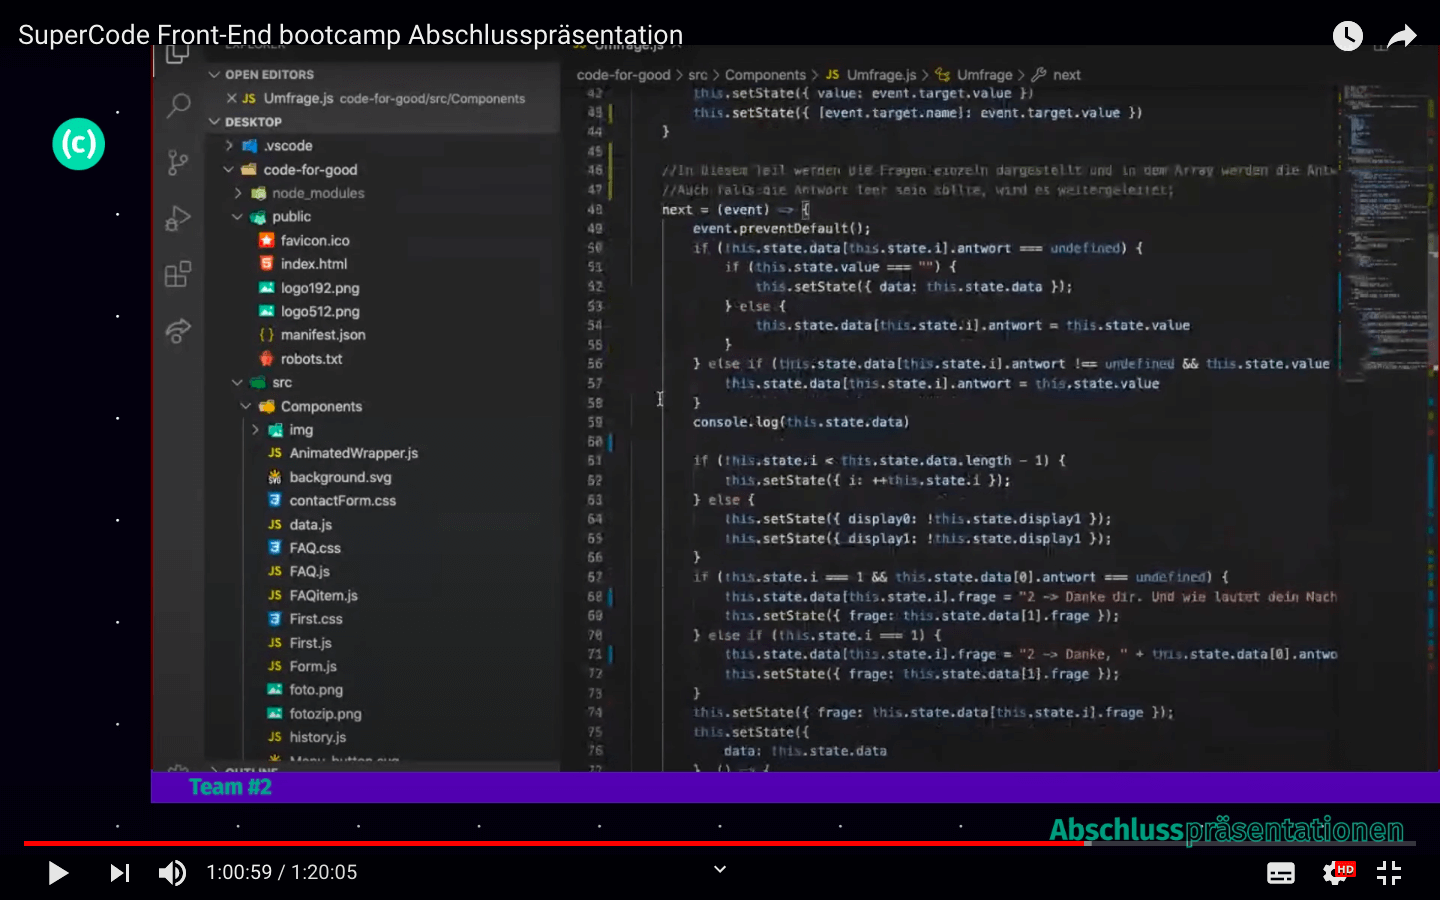 SuperCode Front-End bootcamp Abschlusspräsentation
OPEN EDITORS
JS Umfrage.js code-for-good/src/Components
DESKTOP
.vscode
code-for-good
node_modules
public
favicon.ico
index.html
logo192.png
logo512.png
manifest.json
robots.txt
src
Components
img
JS AnimatedWrapper.js
background.svg
contactForm.css
JS data.js
FAQ.css
JS FAQ.js
JS FAQitem.js
First.css
JS First.js
JS Form.js
foto.png
fotozip.png
JS history.js
Menu_button.svg
OUTLINE
Umfrage.js
code-for-good > src > Components > JS Umfrage.js > Umfrage > next
42 this.setState({ value: event.target.value })
43 this.setState({ [event.target.name]: event.target.value })
44 }
45
46 //In Diesem Teil werden die Fragen einzeln dargestellt und in dem Array werden die Antw
47 //Auch falls die Antwort leer sein sollte, wird es weitergeleitet;
48 next = (event) => {
49 event.preventDefault();
50 if (this.state.data[this.state.i].antwort === undefined) {
51 if (this.state.value === "") {
52 this.setState({ data: this.state.data });
53 } else {
54 this.state.data[this.state.i].antwort = this.state.value
55 }
56 } else if (this.state.data[this.state.i].antwort !== undefined && this.state.value
57 this.state.data[this.state.i].antwort = this.state.value
58 }
59 console.log(this.state.data)
60
61 if (this.state.i < this.state.data.length - 1) {
62 this.setState({ i: ++this.state.i });
63 } else {
64 this.setState({ display0: !this.state.display1 });
65 this.setState({ display1: !this.state.display1 });
66 }
67 if (this.state.i === 1 && this.state.data[0].antwort === undefined) {
68 this.state.data[this.state.i].frage = "2 -> Danke dir. Und wie lautet dein Nach
69 this.setState({ frage: this.state.data[1].frage });
70 } else if (this.state.i === 1) {
71 this.state.data[this.state.i].frage = "2 -> Danke, " + this.state.data[0].antwo
72 this.setState({ frage: this.state.data[1].frage });
73 }
74 this.setState({ frage: this.state.data[this.state.i].frage });
75 this.setState({
76 data: this.state.data
77 }, () => {
(c)
Team #2
Abschlusspräsentationen
1:00:59 / 1:20:05
HD